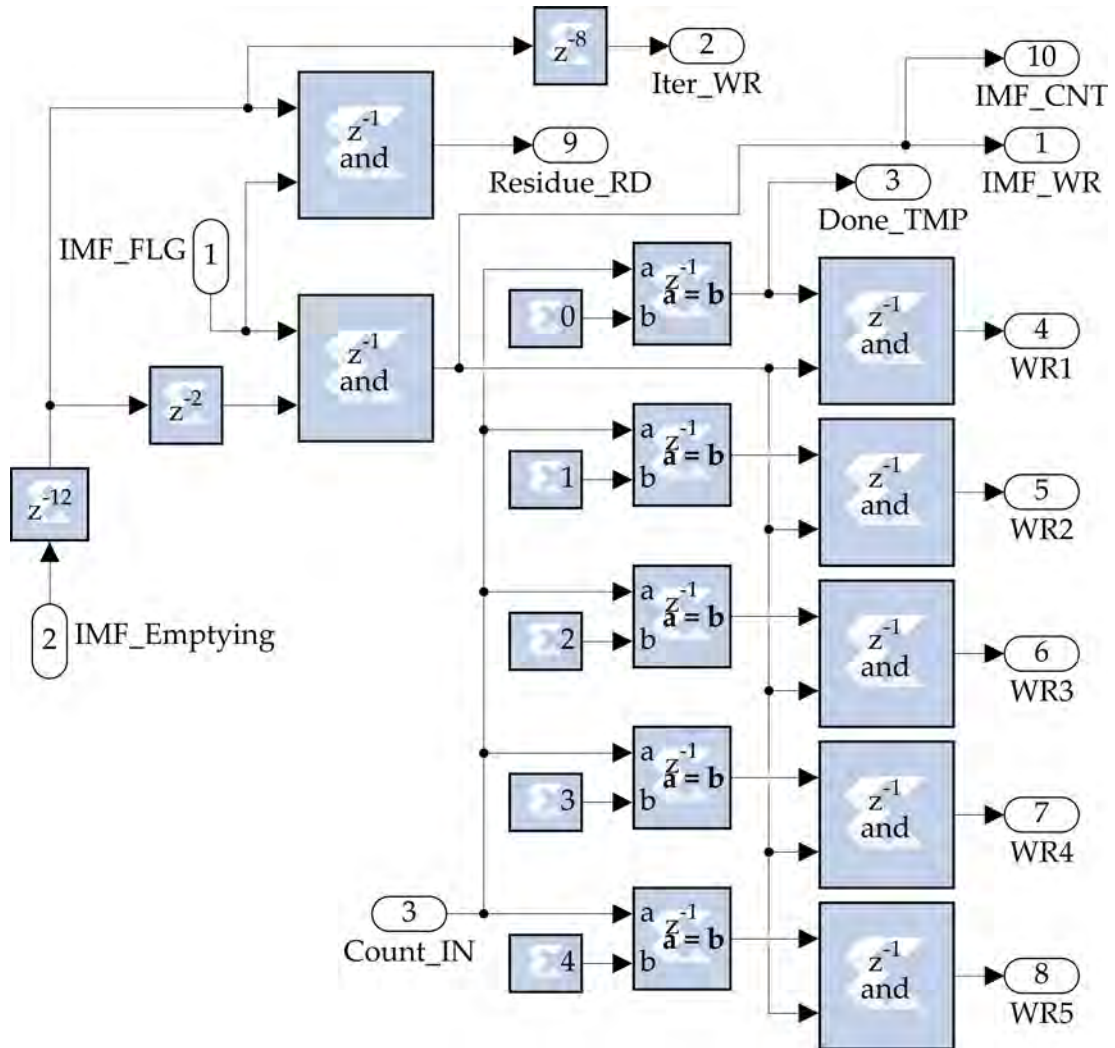 z⁻⁸
2
Iter_WR
10
IMF_CNT
z⁻¹
and
9
Residue_RD
1
IMF_WR
3
Done_TMP
IMF_FLG
1
a
b
z⁻¹
a = b
0
z⁻¹
and
4
WR1
z⁻¹
and
z⁻²
a
b
z⁻¹
a = b
1
z⁻¹
and
5
WR2
z⁻¹²
2
IMF_Emptying
a
b
z⁻¹
a = b
2
z⁻¹
and
6
WR3
a
b
z⁻¹
a = b
3
z⁻¹
and
7
WR4
3
Count_IN
a
b
z⁻¹
a = b
4
z⁻¹
and
8
WR5